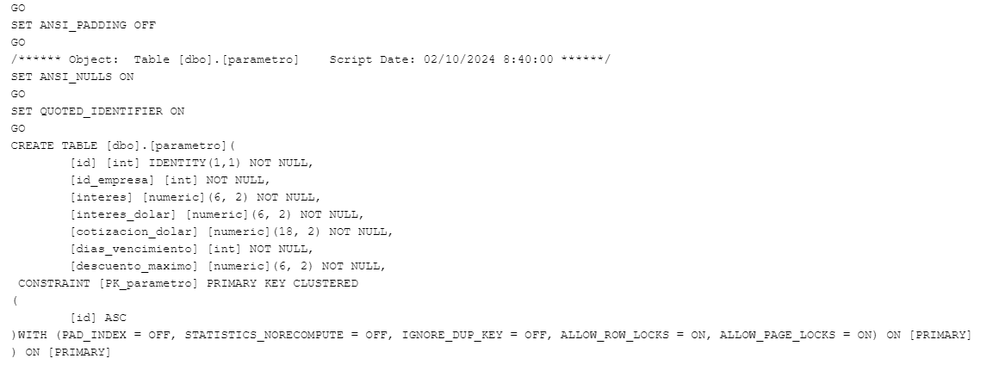 GO
SET ANSI_PADDING OFF
GO
/****** Object:  Table [dbo].[parametro]    Script Date: 02/10/2024 8:40:00 ******/
SET ANSI_NULLS ON
GO
SET QUOTED_IDENTIFIER ON
GO
CREATE TABLE [dbo].[parametro](
	[id] [int] IDENTITY(1,1) NOT NULL,
	[id_empresa] [int] NOT NULL,
	[interes] [numeric](6, 2) NOT NULL,
	[interes_dolar] [numeric](6, 2) NOT NULL,
	[cotizacion_dolar] [numeric](18, 2) NOT NULL,
	[dias_vencimiento] [int] NOT NULL,
	[descuento_maximo] [numeric](6, 2) NOT NULL,
 CONSTRAINT [PK_parametro] PRIMARY KEY CLUSTERED
(
	[id] ASC
)WITH (PAD_INDEX = OFF, STATISTICS_NORECOMPUTE = OFF, IGNORE_DUP_KEY = OFF, ALLOW_ROW_LOCKS = ON, ALLOW_PAGE_LOCKS = ON) ON [PRIMARY]
) ON [PRIMARY]